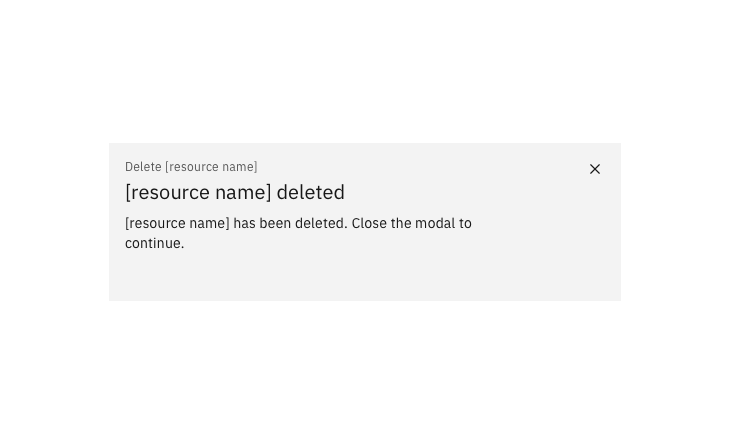 Delete [resource name]
[resource name] deleted
[resource name] has been deleted. Close the modal to
continue.